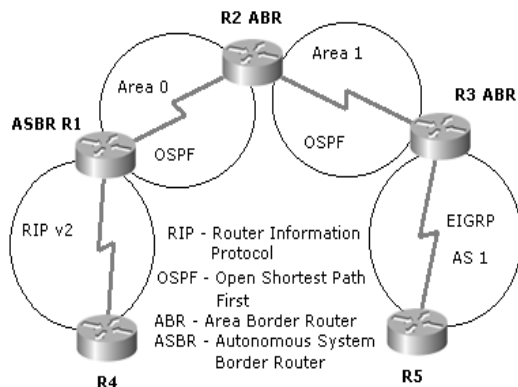 R2 ABR
Area 0
Area 1
R3 ABR
ASBR R1
OSPF
OSPF
RIP v2
EIGRP
AS 1
RIP - Router Information
Protocol
OSPF - Open Shortest Path
First
ABR - Area Border Router
ASBR - Autonomous System
Border Router
R4
R5